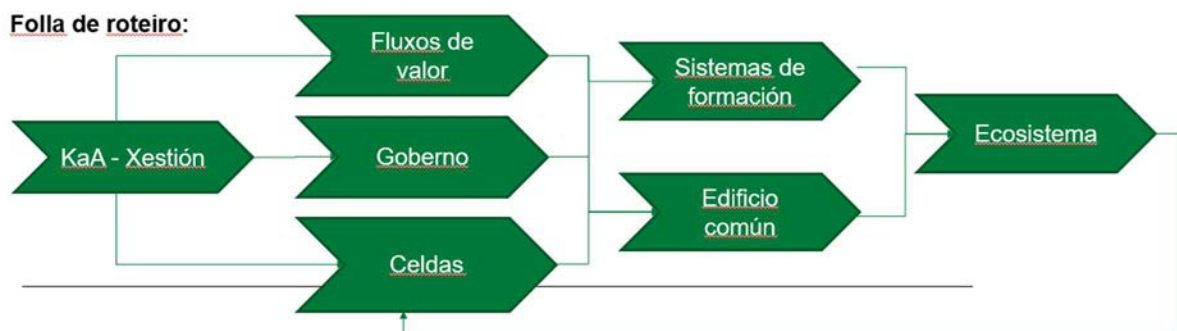 Folla de roteiro:
Fluxos de
valor
Sistemas de
formación
KaA - Xestión
Goberno
Ecosistema
Edificio
común
Celdas